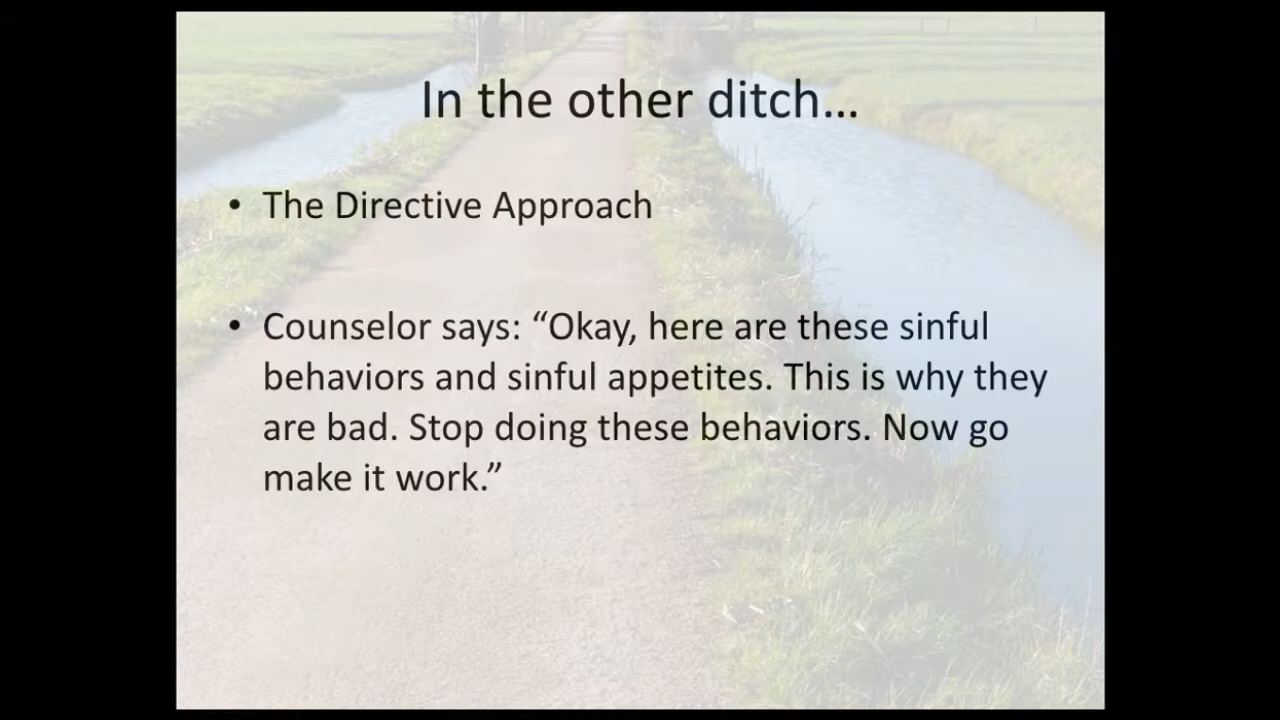 In the other ditch...
• The Directive Approach
• Counselor says: “Okay, here are these sinful
behaviors and sinful appetites. This is why they
are bad. Stop doing these behaviors. Now go
make it work.”